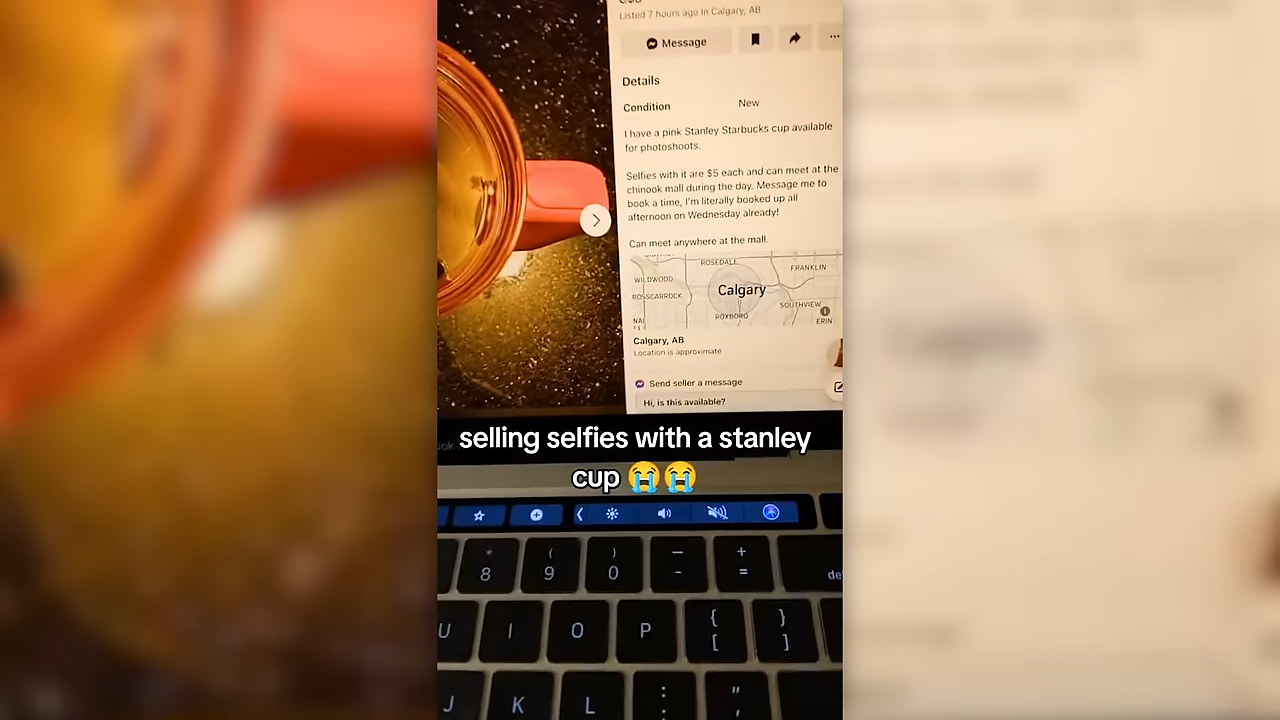 Listed 7 hours ago in Calgary, AB
Message
Details
Condition New
I have a pink Stanley Starbucks cup available
for photoshoots.
Selfies with it are $5 each and can meet at the
chinook mall during the day. Message me to
book a time, I'm literally booked up all
afternoon on Wednesday already!
Can meet anywhere at the mall.
ROSEDALE
WILDWOOD
FRANKLIN
ROSSCARROCK
Calgary
SOUTHVIEW
ROXBORO
ERIN
Calgary, AB
Location is approximate
Send seller a message
Hi, is this available?
selling selfies with a stanley
cup 😭😭
* ( ) — +
8 9 0 - =
U I O P { [ } ]
J K L : ; " '